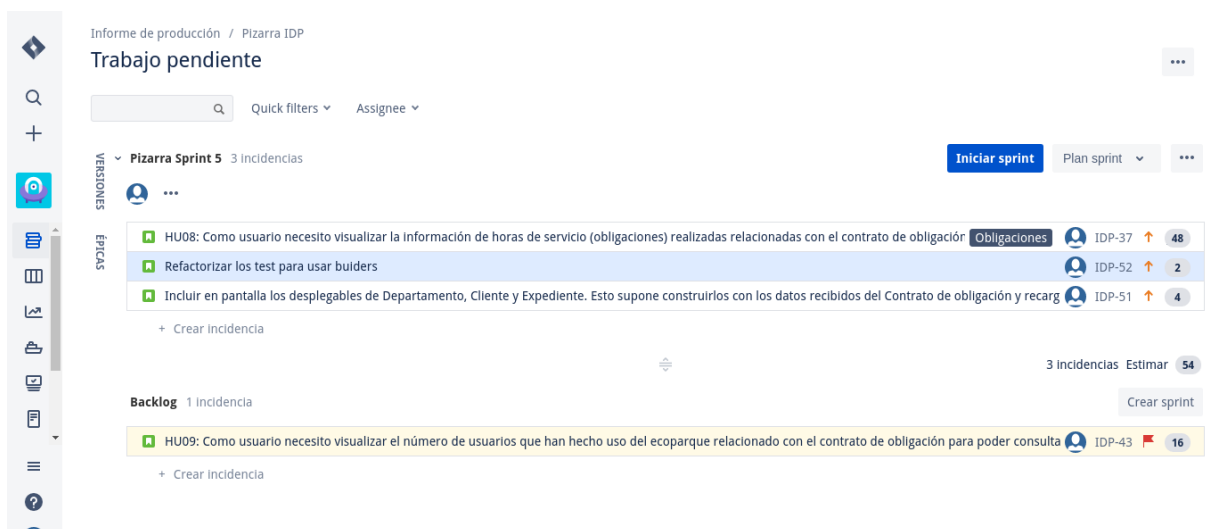 Informe de producción / Pizarra IDP
Trabajo pendiente
Quick filters
Assignee
VERSIONES
ÉPICAS
Pizarra Sprint 5 3 incidencias
Iniciar sprint
Plan sprint
HU08: Como usuario necesito visualizar la información de horas de servicio (obligaciones) realizadas relacionadas con el contrato de obligación Obligaciones IDP-37 48
Refactorizar los test para usar buiders IDP-52 2
Incluir en pantalla los desplegables de Departamento, Cliente y Expediente. Esto supone construirlos con los datos recibidos del Contrato de obligación y recarg IDP-51 4
+ Crear incidencia
3 incidencias Estimar 54
Backlog 1 incidencia
Crear sprint
HU09: Como usuario necesito visualizar el número de usuarios que han hecho uso del ecoparque relacionado con el contrato de obligación para poder consulta IDP-43 16
+ Crear incidencia